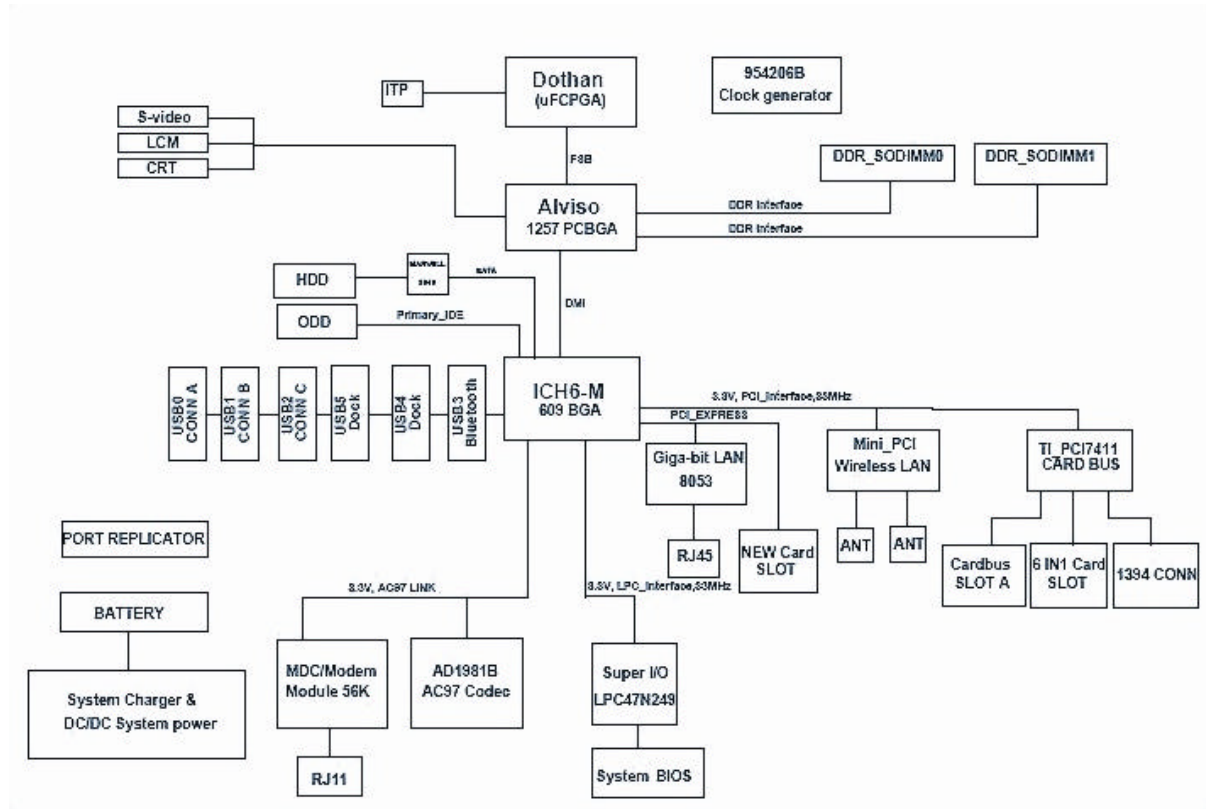 Dothan
(uFCPGA)
954206B
Clock generator
ITP
S-video
LCM
CRT
FSB
DDR_SODIMM0
DDR_SODIMM1
Alviso
1257 PCBGA
DDR Interface
DDR Interface
HDD
SATA
DMI
ODD
Primary_IDE
ICH6-M
609 BGA
USB0
CONN A
USB1
CONN B
USB2
CONN C
USB5
Dock
USB4
Dock
USB3
Bluetooth
3.3V, PCI_Interface,33MHz
PCI_EXPRESS
Giga-bit LAN
8053
Mini_PCI
Wireless LAN
TI_PCI7411
CARD BUS
RJ45
NEW Card
SLOT
ANT
ANT
Cardbus
SLOT A
6 IN1 Card
SLOT
1394 CONN
PORT REPLICATOR
BATTERY
System Charger &
DC/DC System power
3.3V, AC97 LINK
3.3V, LPC_Interface,33MHz
MDC/Modem
Module 56K
AD1981B
AC97 Codec
Super I/O
LPC47N249
RJ11
System BIOS